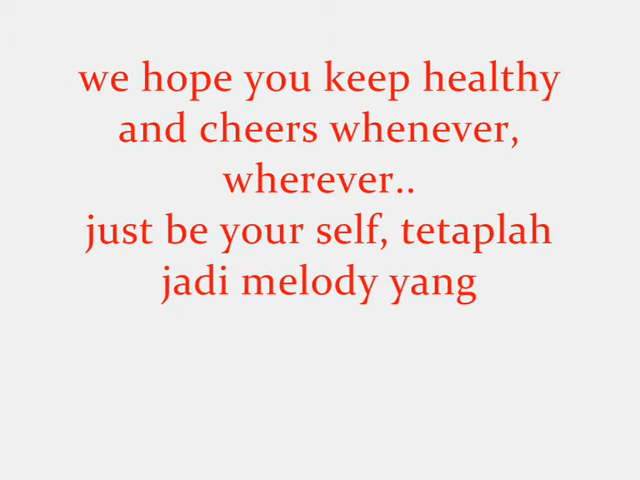 we hope you keep healthy
and cheers whenever,
wherever..
just be your self, tetaplah
jadi melody yang